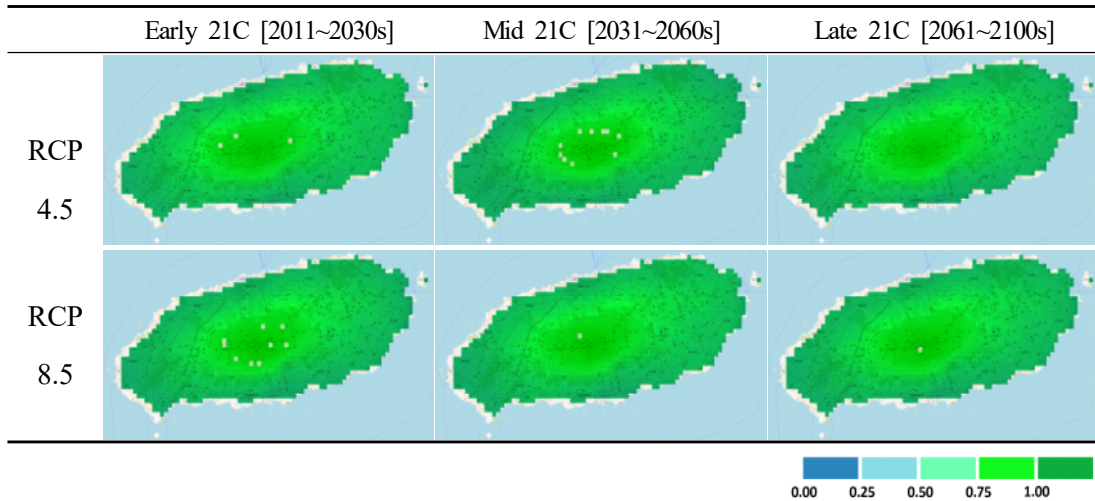 Early 21C [2011~2030s] Mid 21C [2031~2060s] Late 21C [2061~2100s]
RCP
4.5
RCP
8.5
0.00 0.25 0.50 0.75 1.00